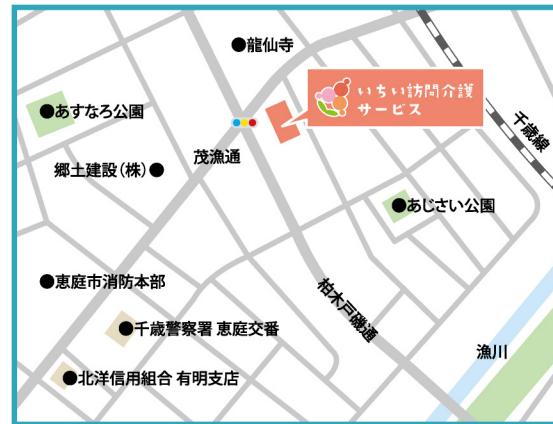 ●龍仙寺
いちい訪問介護
サービス
●あすなろ公園
千歳線
茂漁通
郷土建設(株)●
●あじさい公園
●恵庭市消防本部
柏木戸磯通
●千歳警察署 恵庭交番
漁川
●北洋信用組合 有明支店